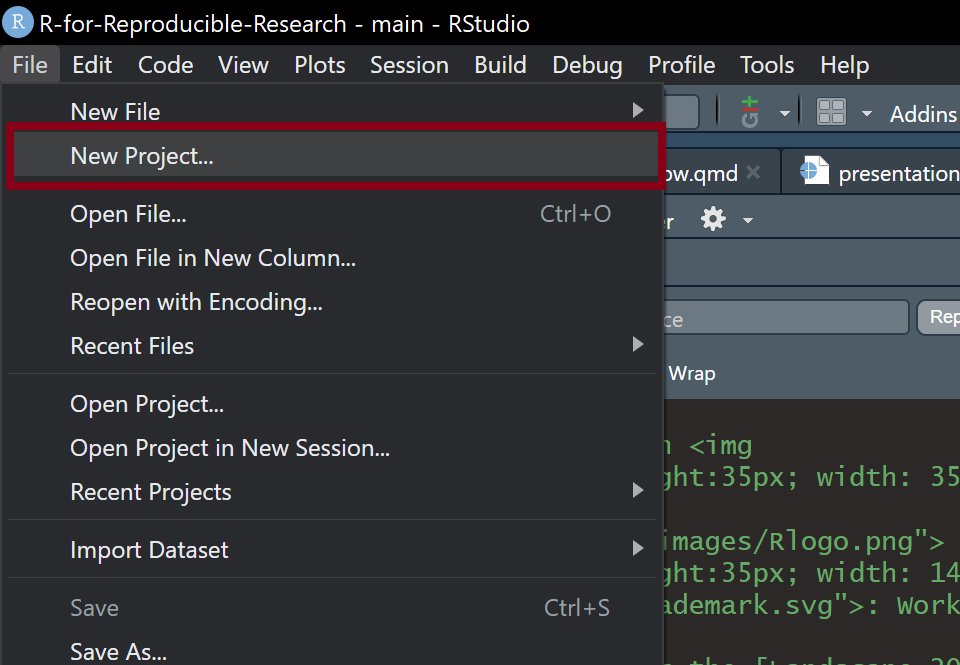 R R-for-Reproducible-Research - main - RStudio
File Edit Code View Plots Session Build Debug Profile Tools Help
New File
Git Addins
New Project...
ow.qmd presentation
Open File... Ctrl+O
Open File in New Column...
Reopen with Encoding...
Recent Files
Wrap
Open Project...
Open Project in New Session...
<img
ght:35px; width: 35
Recent Projects
images/Rlogo.png">
Import Dataset
ght:35px; width: 14
Save Ctrl+S
ademark.svg">: Work
Save As...